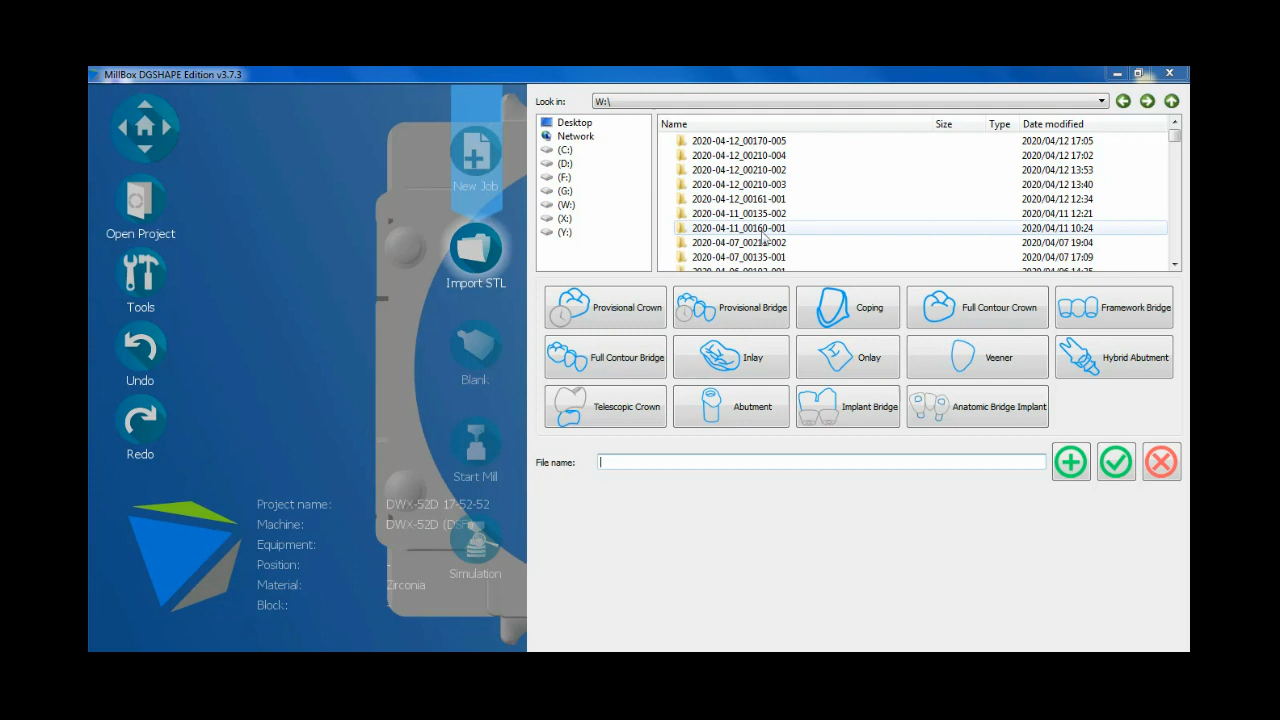 MillBox DGSHAPE Edition v3.7.3
Open Project
Tools
Undo
Redo
New Job
Import STL
Blank
Start Mill
Simulation
Project name: DWX-52D 17-52-52
Machine: DWX-52D
Equipment: -
Position: -
Material: Zirconia
Block: -
Look in: W:\
Desktop
Network
(C:)
(D:)
(F:)
(G:)
(W:)
(X:)
(Y:)
Name Size Type Date modified
2020-04-12_00170-005 2020/04/12 17:05
2020-04-12_00210-004 2020/04/12 17:02
2020-04-12_00210-002 2020/04/12 13:53
2020-04-12_00210-003 2020/04/12 13:40
2020-04-12_00161-001 2020/04/12 12:34
2020-04-11_00135-002 2020/04/11 12:21
2020-04-11_00160-001 2020/04/11 10:24
2020/04/07 19:04
2020-04-07_00135-001 2020/04/07 17:09
Provisional Crown Provisional Bridge Coping Full Contour Crown Framework Bridge
Full Contour Bridge Inlay Onlay Veener Hybrid Abutment
Telescopic Crown Abutment Implant Bridge Anatomic Bridge Implant
File name: